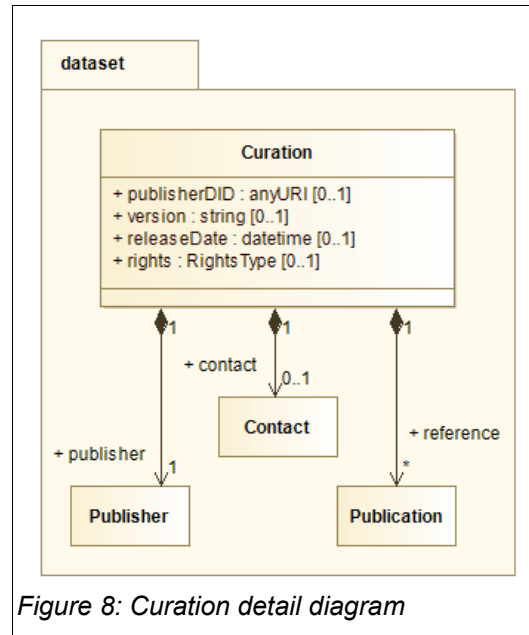 dataset
Curation
+ publisherDID : anyURI [0..1]
+ version : string [0..1]
+ releaseDate : datetime [0..1]
+ rights : RightsType [0..1]
1
1
1
+ contact
0..1
Contact
+ reference
+ publisher
1
*
Publisher
Publication
Figure 8: Curation detail diagram